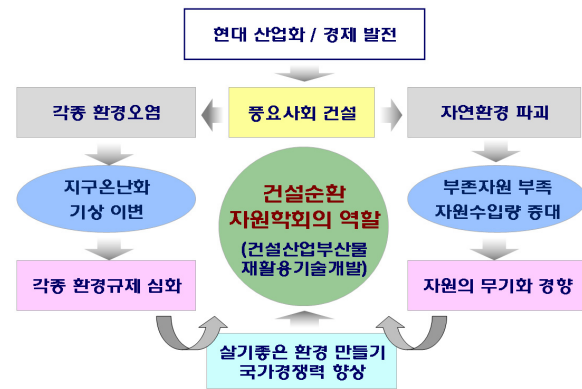 현대 산업화 / 경제 발전
각종 환경오염
풍요사회 건설
자연환경 파괴
지구온난화
기상 이변
건설순환
자원학회의 역할
(건설산업부산물
재활용기술개발)
부존자원 부족
자원수입량 증대
각종 환경규제 심화
자원의 무기화 경향
살기좋은 환경 만들기
국가경쟁력 향상